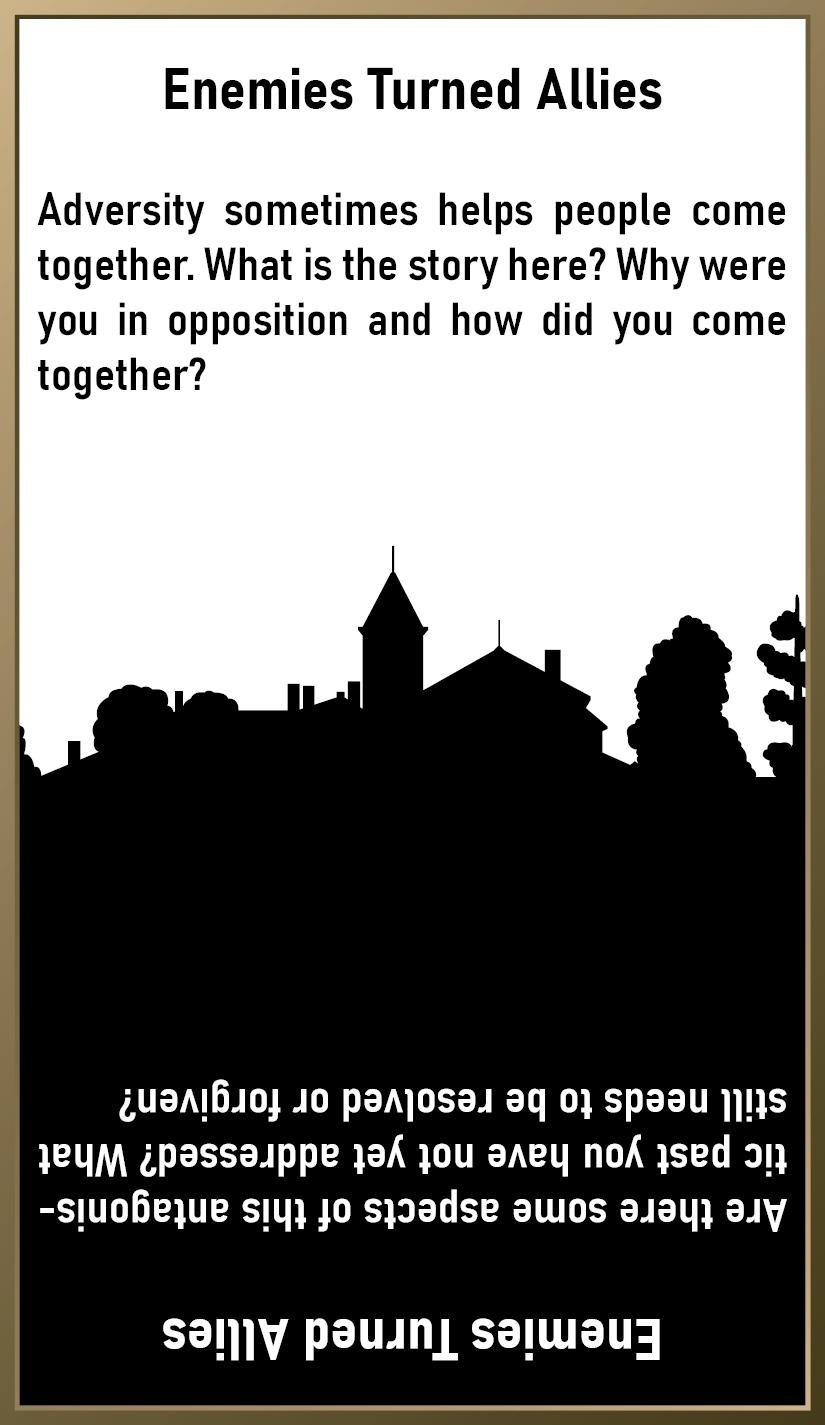 Enemies Turned Allies
Adversity sometimes helps people come
together. What is the story here? Why were
you in opposition and how did you come
together?
Enemies Turned Allies
Are there some aspects of this antagonis-
tic past you have not yet addressed? What
still needs to be resolved or forgiven?